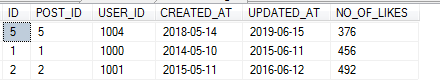 ID POST_ID USER_ID CREATED_AT UPDATED_AT NO_OF_LIKES
5 5 1004 2018-05-14 2019-06-15 376
1 1 1000 2014-05-10 2015-06-11 456
2 2 1001 2015-05-11 2016-06-12 492